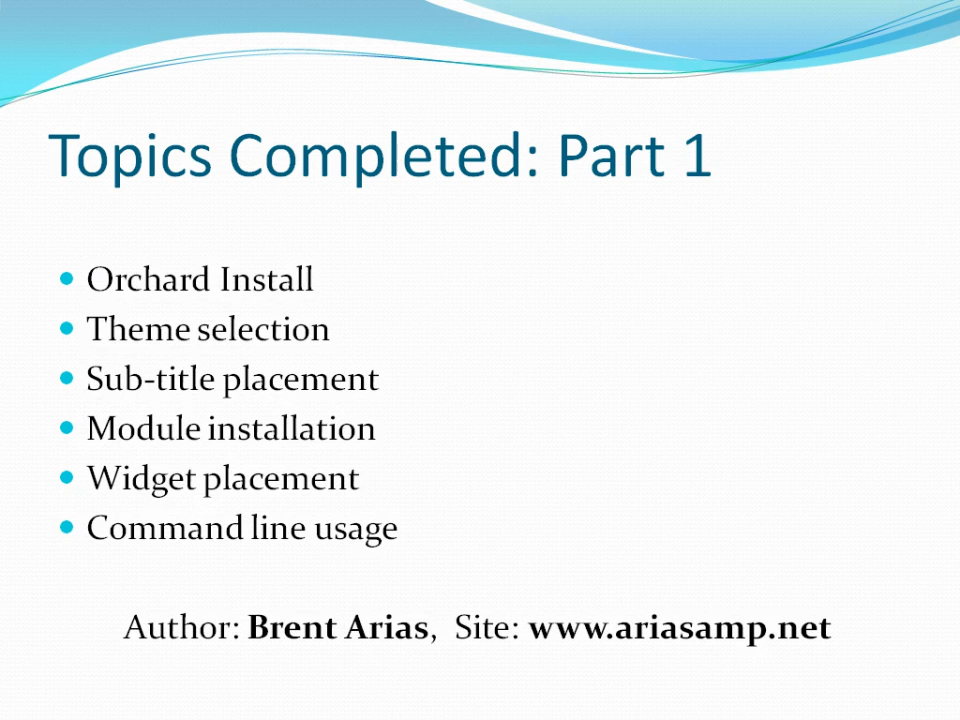 Topics Completed: Part 1
Orchard Install
Theme selection
Sub-title placement
Module installation
Widget placement
Command line usage
Author: Brent Arias, Site: www.ariasamp.net